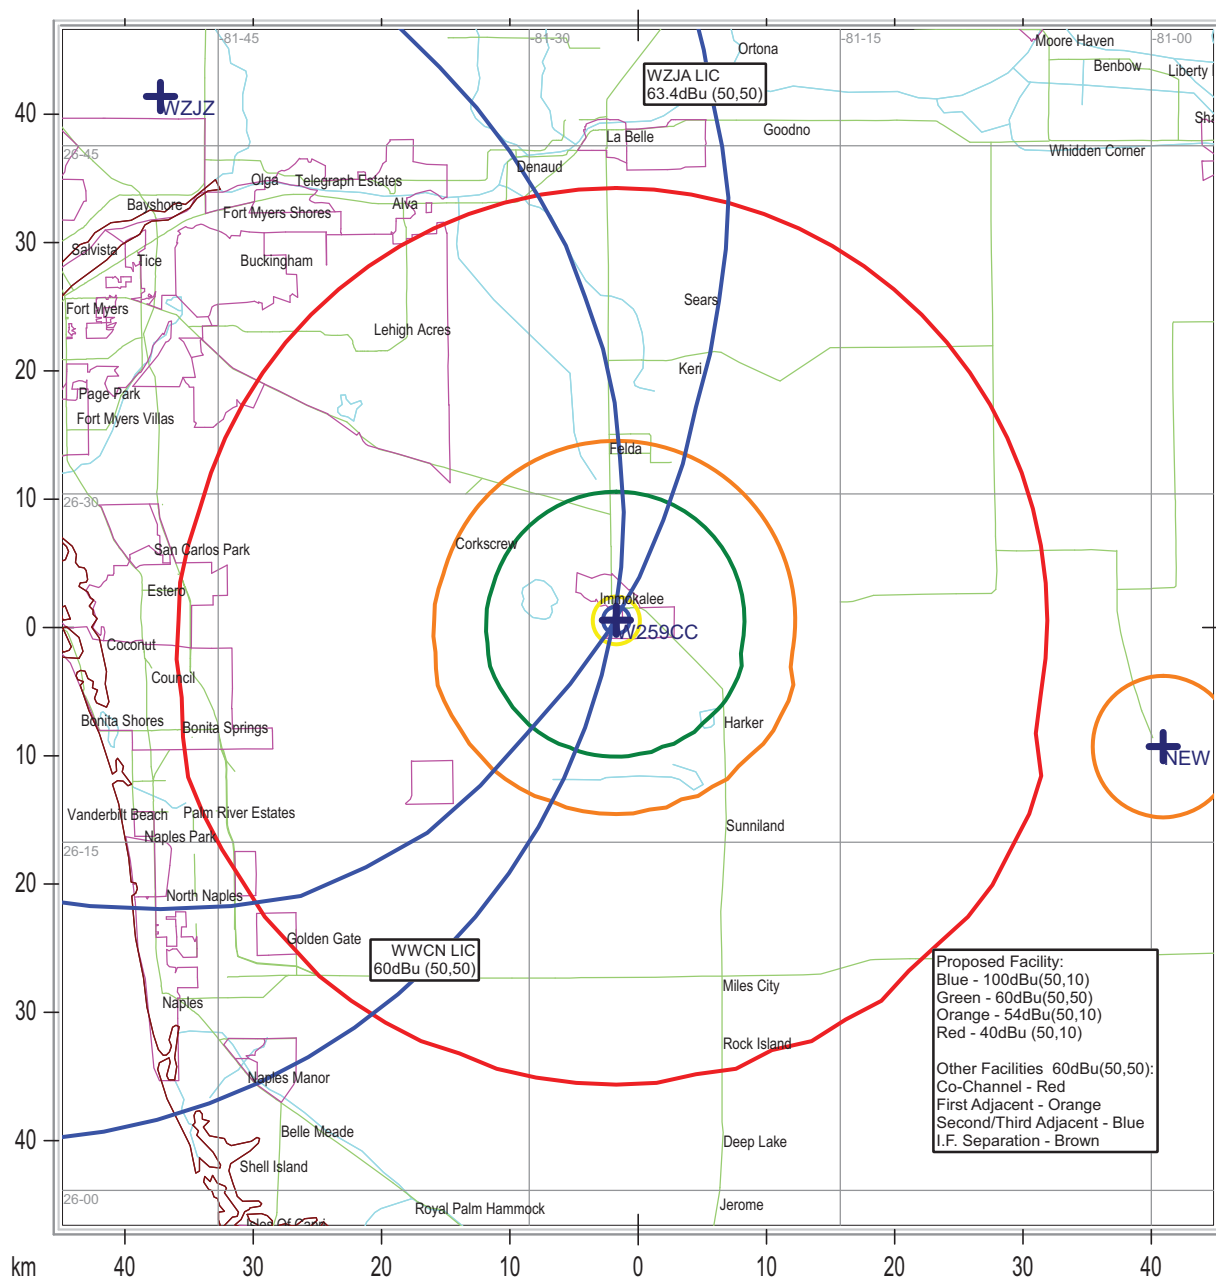 -81-45
-81-30
-81-15
-81-00
Ortona
Moore Haven
Benbow
Liberty
WZJA LIC
63.4dBu (50,50)
WZJZ
40
La Belle
Goodno
Sha
26-45
Whidden Corner
Denaud
Olga
Telegraph Estates
Bayshore
Fort Myers Shores
Alva
30
Salvista
Tice
Buckingham
Fort Myers
Sears
Lehigh Acres
20
Keri
Page Park
Fort Myers Villas
Felda
10
26-30
San Carlos Park
Corkscrew
Estero
Immokalee
0
W259CC
Coconut
Council
Bonita Shores
Bonita Springs
Harker
10
NEW
Vanderbilt Beach
Palm River Estates
Sunniland
Naples Park
26-15
20
North Naples
Golden Gate
WWCN LIC
60dBu (50,50)
Miles City
Naples
30
Rock Island
Naples Manor
Belle Meade
40
Deep Lake
Shell Island
26-00
Royal Palm Hammock
Jerome
Isles Of Capri
Proposed Facility:
Blue - 100dBu(50,10)
Green - 60dBu(50,50)
Orange - 54dBu(50,10)
Red - 40dBu (50,10)
Other Facilities 60dBu(50,50):
Co-Channel - Red
First Adjacent - Orange
Second/Third Adjacent - Blue
I.F. Separation - Brown
km 40 30 20 10 0 10 20 30 40